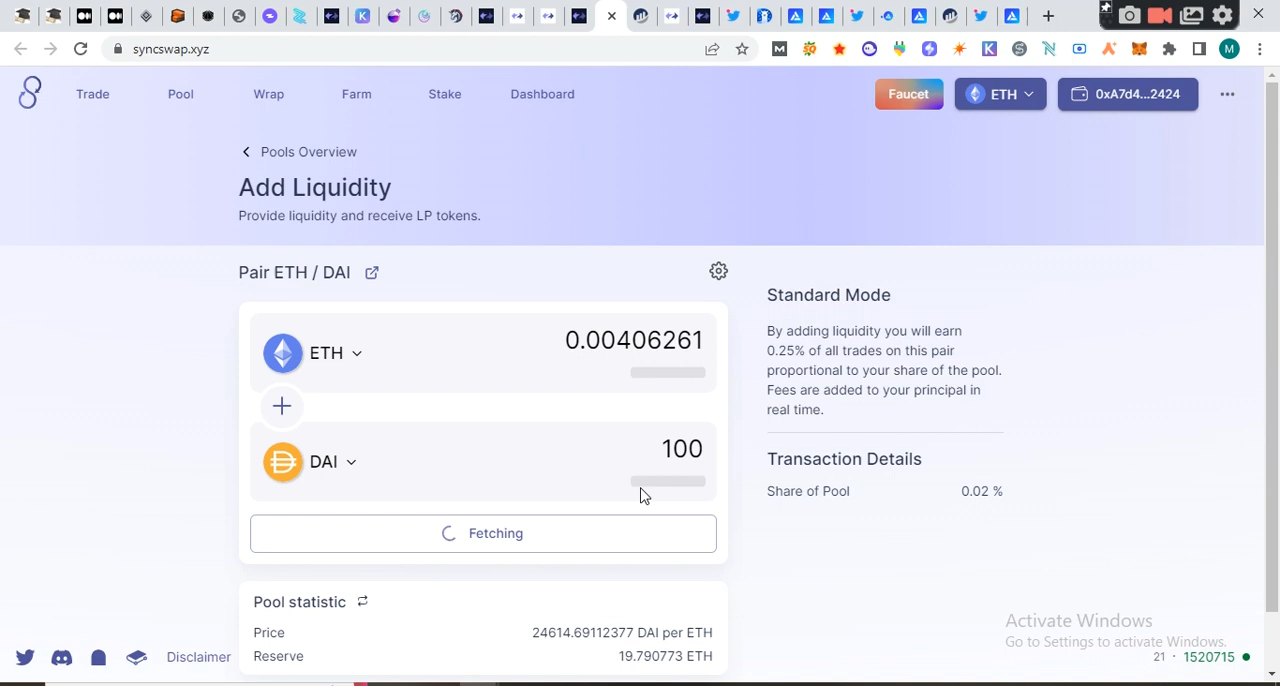 syncswap.xyz
M
Trade Pool Wrap Farm Stake Dashboard Faucet ETH 0xA7d4...2424
Pools Overview
Add Liquidity
Provide liquidity and receive LP tokens.
Pair ETH / DAI
ETH 0.00406261
DAI 100
Fetching
Pool statistic
Price 24614.69112377 DAI per ETH
Reserve 19.790773 ETH
Standard Mode
By adding liquidity you will earn
0.25% of all trades on this pair
proportional to your share of the pool.
Fees are added to your principal in
real time.
Transaction Details
Share of Pool 0.02 %
Activate Windows
Go to Settings to activate Windows.
Disclaimer
21 · 1520715